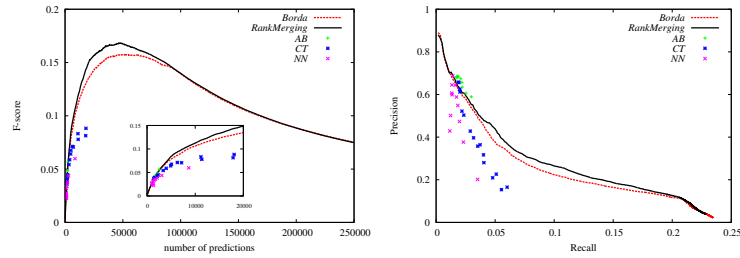 0.2
0.15
0.1
0.05
0
F-score
0
50000
100000
150000
200000
250000
number of predictions
Borda
RankMerging
AB
CT
NN
0.15
0.1
0.05
0
0
10000
20000
1
0.8
0.6
0.4
0.2
0
Precision
0
0.05
0.1
0.15
0.2
0.25
Recall
Borda
RankMerging
AB
CT
NN